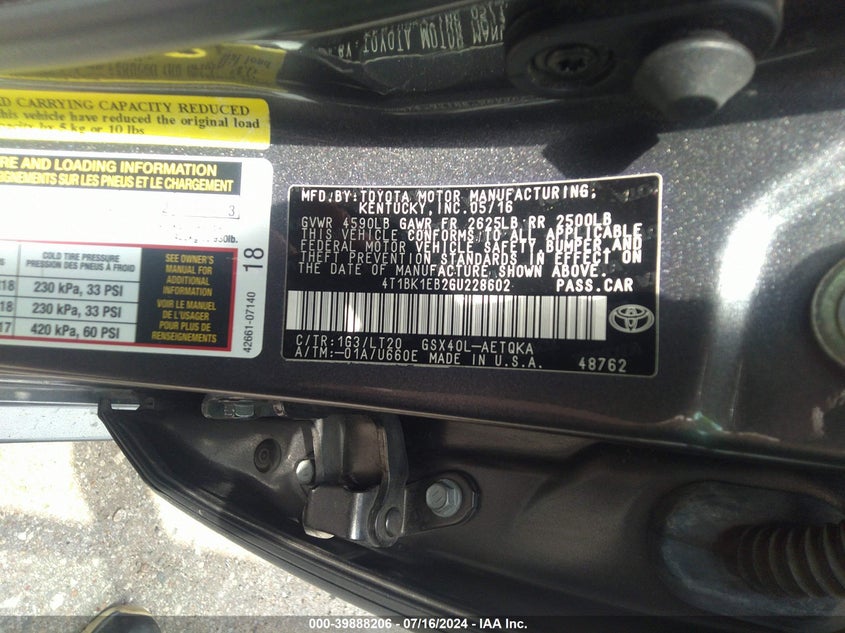 D CARRYING CAPACITY REDUCED
this vehicle have reduced the original load
by 5 kg or 10 lbs
RE AND LOADING INFORMATION
SEIGNEMENTS SUR LES PNEUS ET LE CHARGEMENT
3
COLD TIRE PRESSURE
PRESSION DES PNEUS À FROID
230 kPa, 33 PSI
18 230 kPa, 33 PSI
17 420 kPa, 60 PSI
SEE OWNER'S
MANUAL FOR
ADDITIONAL
INFORMATION
VOIR LE MANUEL
DE L'USAGER
POUR PLUS DE
RENSEIGNEMENTS
42661-07140 18
MFD. BY: TOYOTA MOTOR MANUFACTURING,
KENTUCKY, INC. 05/16
GVWR 4590LB GAWR FR 2625LB RR 2500LB
THIS VEHICLE CONFORMS TO ALL APPLICABLE
FEDERAL MOTOR VEHICLE SAFETY, BUMPER, AND
THEFT PREVENTION STANDARDS IN EFFECT ON
THE DATE OF MANUFACTURE SHOWN ABOVE.
4T1BK1EB2GU228602 PASS.CAR
C/TR: 1G3/LT20 GSX40L-AETQKA
A/TM:-01A/U660E MADE IN U.S.A.
48762
TOYOTA
000-39888206 - 07/16/2024 - IAAI.com